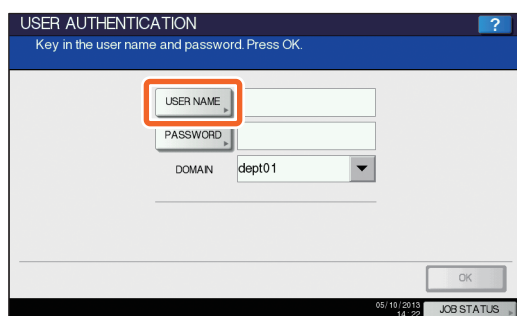 USER AUTHENTICATION
?
Key in the user name and password. Press OK.
USER NAME
PASSWORD
DOMAIN dept01
OK
05/10/2013
14:22
JOB STATUS